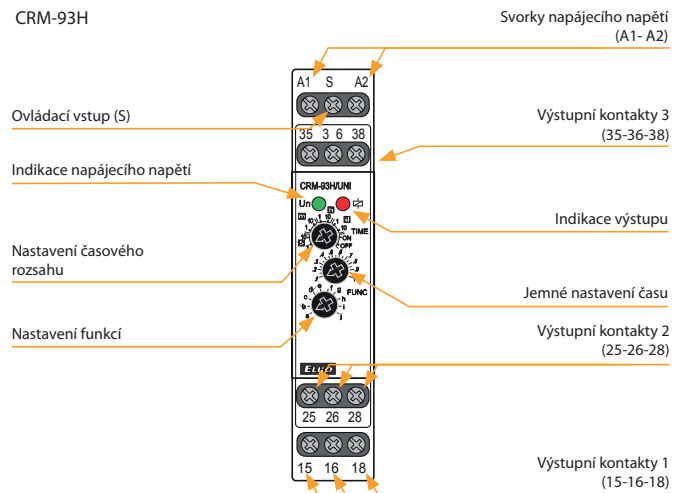 CRM-93H
Svorky napájecího napětí
(A1- A2)
A1 S A2
Ovládací vstup (S)
35 3 6 38
Výstupní kontakty 3
(35-36-38)
Indikace napájecího napětí
CRM-93H/UNI
Un
Indikace výstupu
TIME
ON
OFF
Nastavení časového
rozsahu
Jemné nastavení času
FUNC
a b c d e f g h i j
Nastavení funkcí
Výstupní kontakty 2
(25-26-28)
ELKO
25 26 28
15 16 18
Výstupní kontakty 1
(15-16-18)